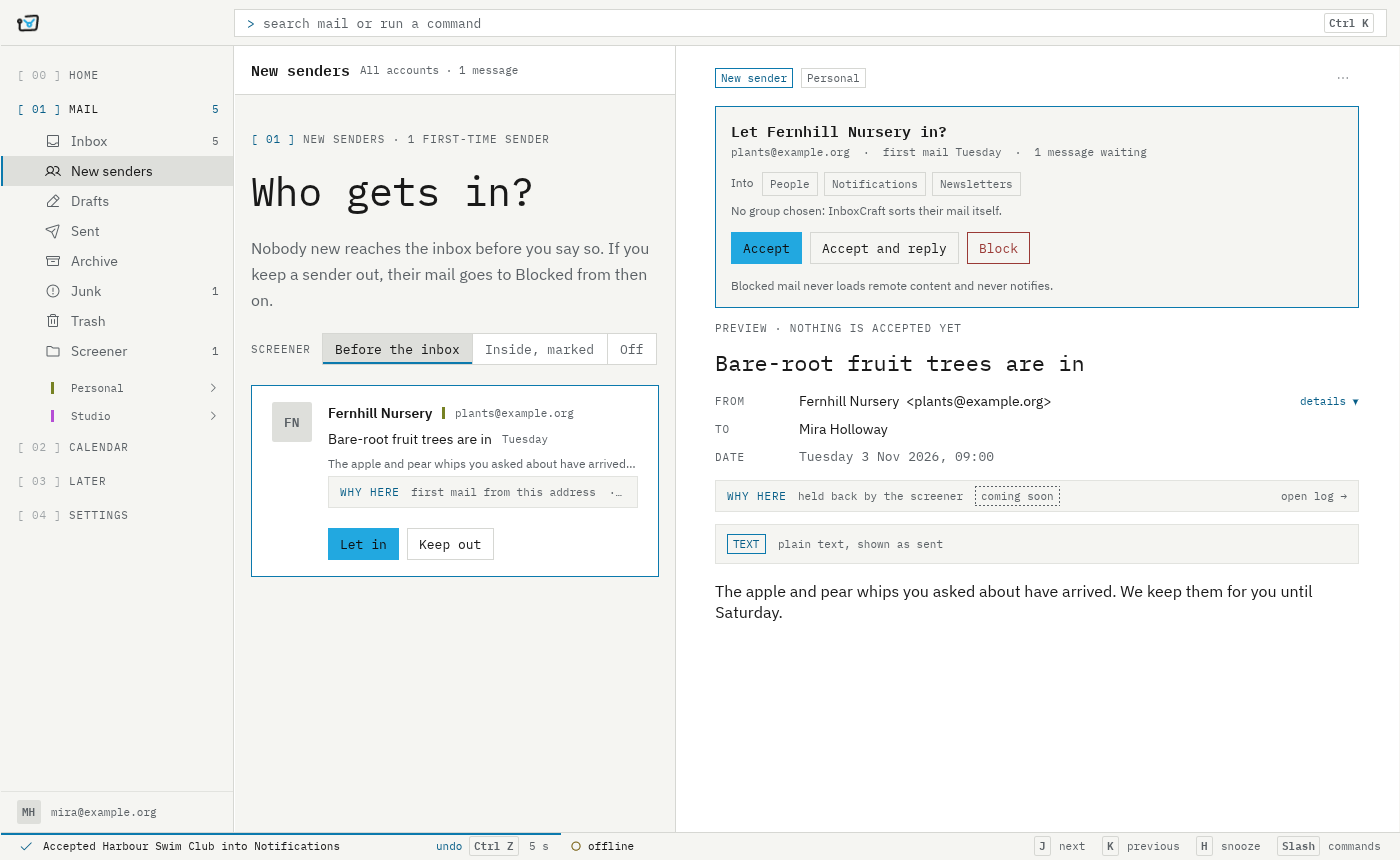 > search mail or run a command Ctrl K
[ 00 ] HOME
[ 01 ] MAIL 5
Inbox 5
New senders
Drafts
Sent
Archive
Junk 1
Trash
Screener 1
Personal
Studio
[ 02 ] CALENDAR
[ 03 ] LATER
[ 04 ] SETTINGS
MH mira@example.org
New senders All accounts · 1 message
[ 01 ] NEW SENDERS · 1 FIRST-TIME SENDER
Who gets in?
Nobody new reaches the inbox before you say so. If you
keep a sender out, their mail goes to Blocked from then
on.
SCREENER Before the inbox Inside, marked Off
FN
Fernhill Nursery plants@example.org
Bare-root fruit trees are in Tuesday
The apple and pear whips you asked about have arrived…
WHY HERE first mail from this address ·…
Let in Keep out
New sender Personal ···
Let Fernhill Nursery in?
plants@example.org · first mail Tuesday · 1 message waiting
Into People Notifications Newsletters
No group chosen: InboxCraft sorts their mail itself.
Accept Accept and reply Block
Blocked mail never loads remote content and never notifies.
PREVIEW · NOTHING IS ACCEPTED YET
Bare-root fruit trees are in
FROM Fernhill Nursery <plants@example.org> details ▾
TO Mira Holloway
DATE Tuesday 3 Nov 2026, 09:00
WHY HERE held back by the screener coming soon open log →
TEXT plain text, shown as sent
The apple and pear whips you asked about have arrived. We keep them for you until
Saturday.
Accepted Harbour Swim Club into Notifications undo Ctrl Z 5 s offline J next K previous H snooze Slash commands